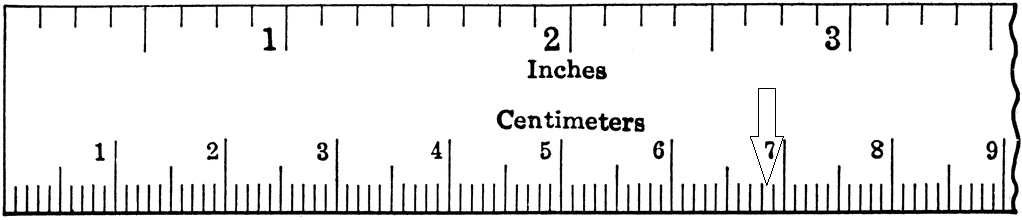 1 2 3
Inches
Centimeters
1 2 3 4 5 6 7 8 9